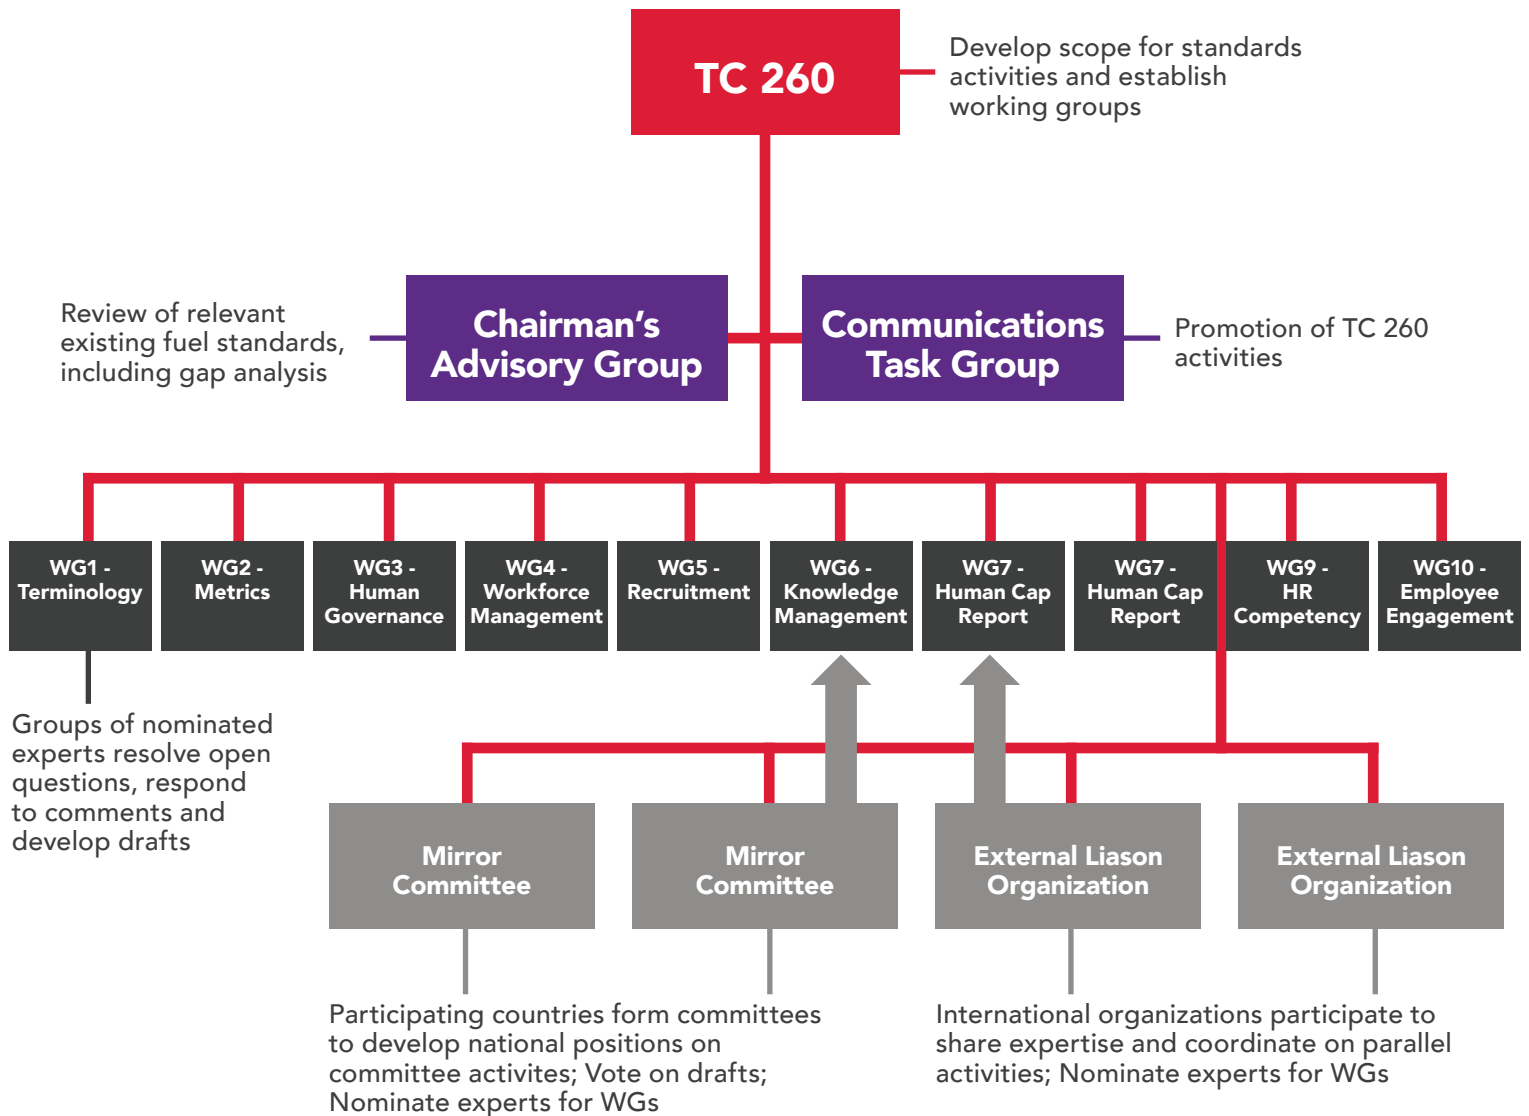 TC 260
Develop scope for standards
activities and establish
working groups
Review of relevant
existing fuel standards,
including gap analysis
Chairman's
Advisory Group
Communications
Task Group
Promotion of TC 260
activities
WG1 -
Terminology
WG2 -
Metrics
WG3 -
Human
Governance
WG4 -
Workforce
Management
WG5 -
Recruitment
WG6 -
Knowledge
Management
WG7 -
Human Cap
Report
WG7 -
Human Cap
Report
WG9 -
HR
Competency
WG10 -
Employee
Engagement
Groups of nominated
experts resolve open
questions, respond
to comments and
develop drafts
Mirror
Committee
Mirror
Committee
External Liason
Organization
External Liason
Organization
Participating countries form committees
to develop national positions on
committee activites; Vote on drafts;
Nominate experts for WGs
International organizations participate to
share expertise and coordinate on parallel
activities; Nominate experts for WGs